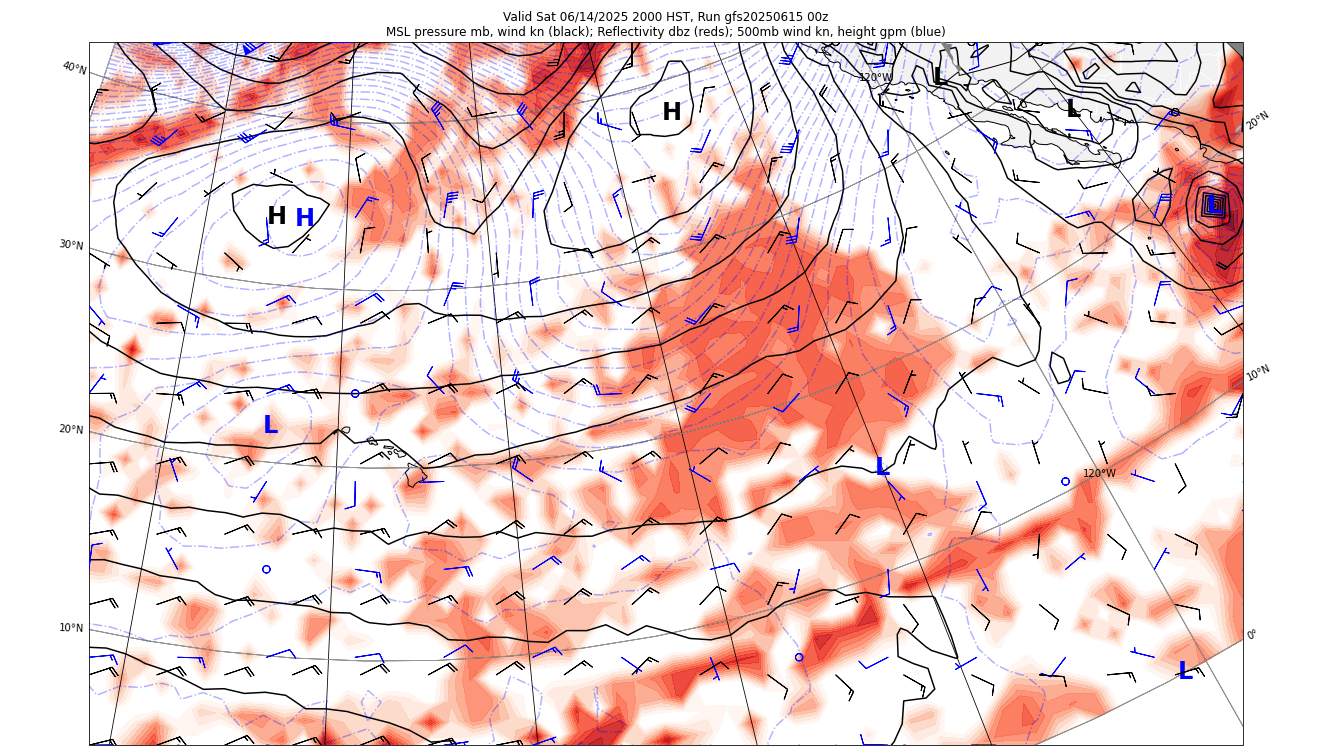 Valid Sat 06/14/2025 2000 HST, Run gfs20250615 00z
MSL pressure mb, wind kn (black); Reflectivity dbz (reds); 500mb wind kn, height gpm (blue)
40°N
120°W
L
L
20°N
H
H H
L
30°N
10°N
20°N
L
L
120°W
10°N
0°
L